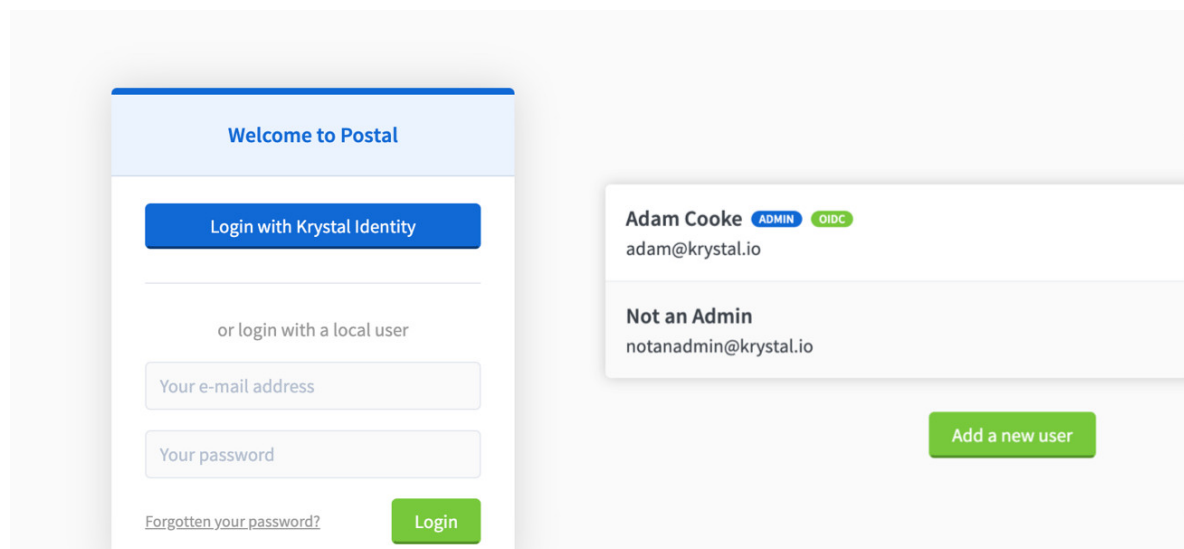 Welcome to Postal
Login with Krystal Identity
or login with a local user
Your e-mail address
Your password
Forgotten your password?
Login
Adam Cooke ADMIN OIDC
adam@krystal.io
Not an Admin
notanadmin@krystal.io
Add a new user